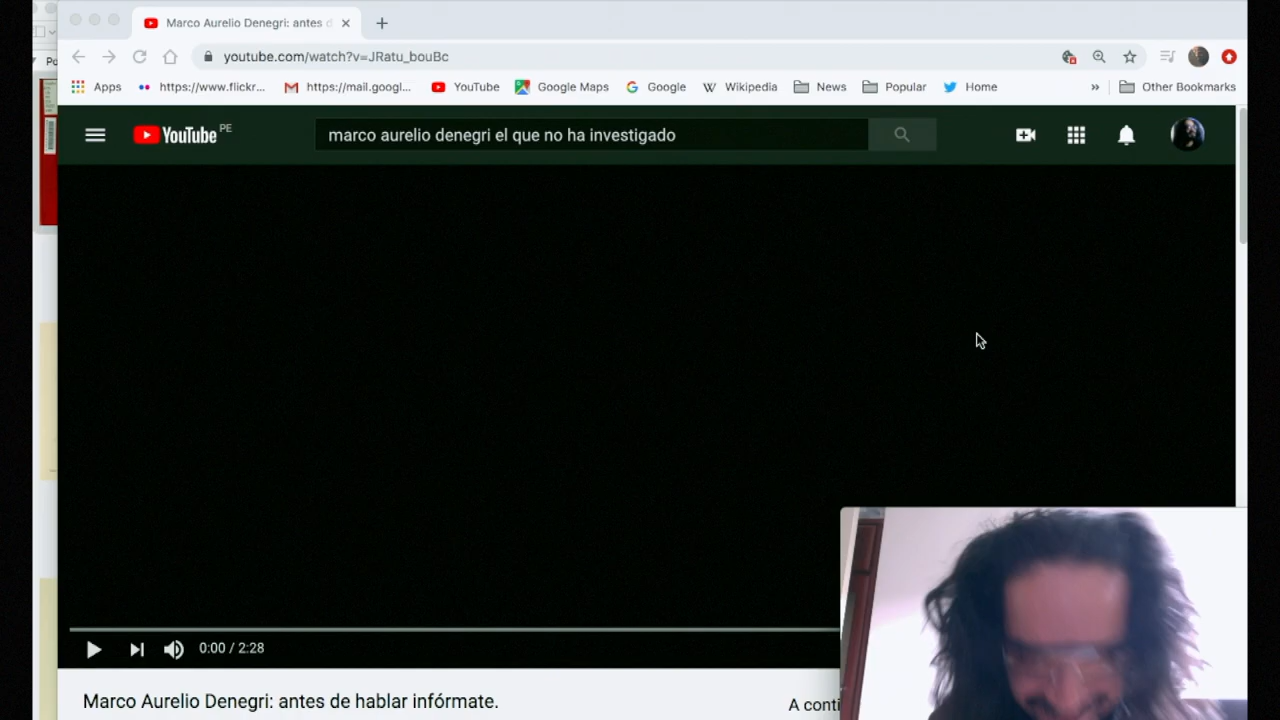 Marco Aurelio Denegri: antes d
Po
youtube.com/watch?v=JRatu_bouBc
Apps https://www.flickr... https://mail.googl... YouTube Google Maps Google Wikipedia News Popular Home » Other Bookmarks
YouTube PE marco aurelio denegri el que no ha investigado
0:00 / 2:28
Marco Aurelio Denegri: antes de hablar infórmate.
A conti